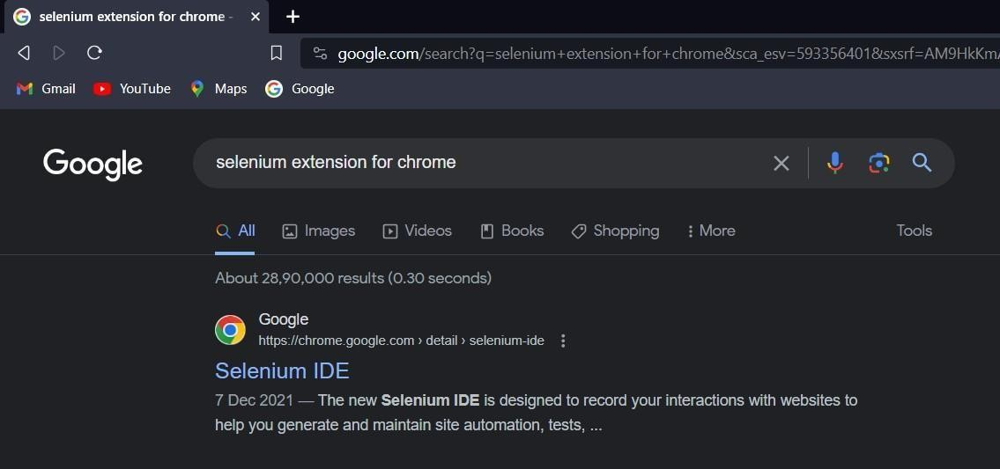 selenium extension for chrome -
google.com/search?q=selenium+extension+for+chrome&sca_esv=593356401&sxsrf=AM9HkKmA
Gmail YouTube Maps Google
Google selenium extension for chrome
All Images Videos Books Shopping More Tools
About 28,90,000 results (0.30 seconds)
Google
https://chrome.google.com › detail › selenium-ide
Selenium IDE
7 Dec 2021 — The new Selenium IDE is designed to record your interactions with websites to
help you generate and maintain site automation, tests, ...